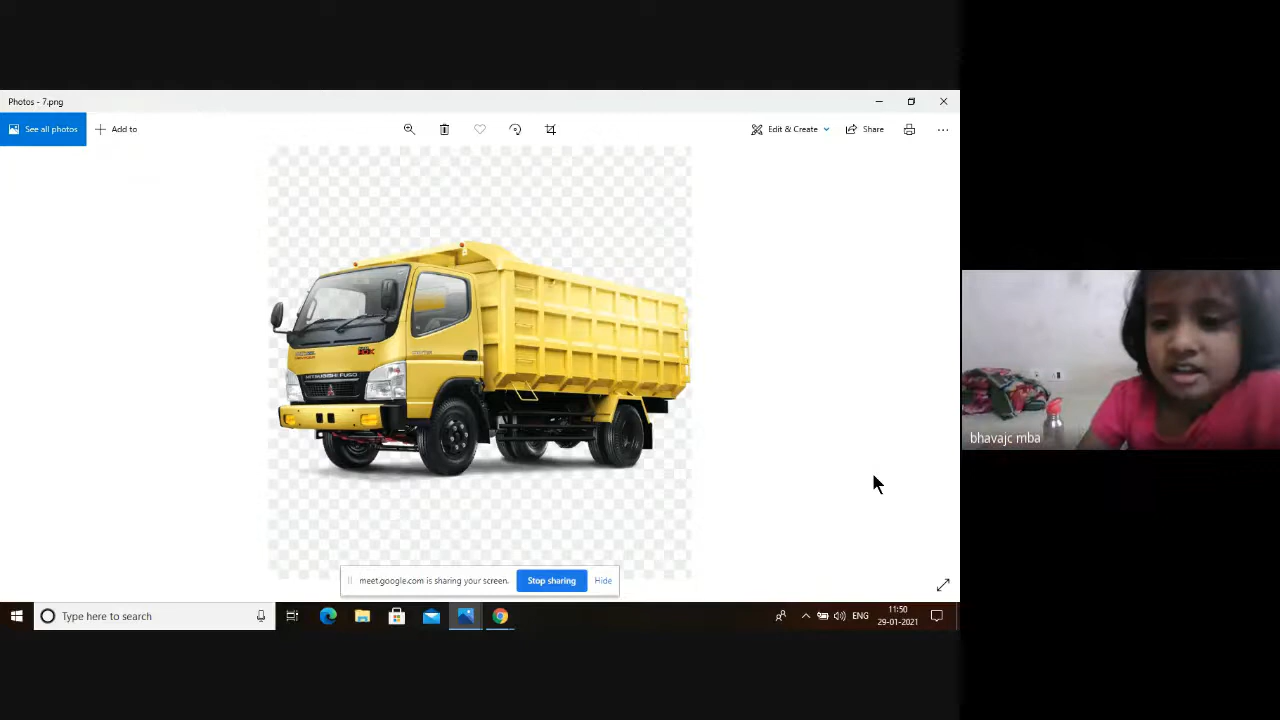 Photos - 7.png
See all photos
Add to
Edit & Create
Share
MITSUBISHI FUSO
meet.google.com is sharing your screen.
Stop sharing
Hide
bhavajc mba
Type here to search
ENG
11:50
29-01-2021